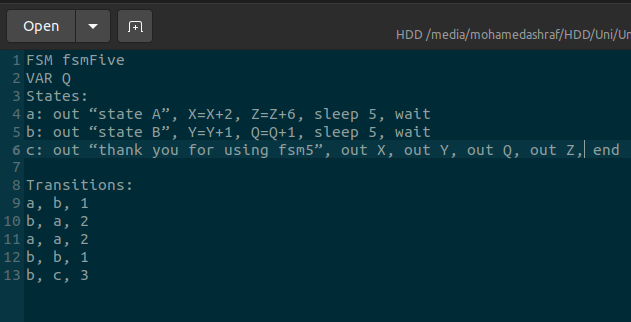 Open
HDD /media/mohamedashraf/HDD/Uni/Un
1 FSM fsmFive
2 VAR Q
3 States:
4 a: out “state A”, X=X+2, Z=Z+6, sleep 5, wait
5 b: out “state B”, Y=Y+1, Q=Q+1, sleep 5, wait
6 c: out “thank you for using fsm5”, out X, out Y, out Q, out Z, end
7
8 Transitions:
9 a, b, 1
10 b, a, 2
11 a, a, 2
12 b, b, 1
13 b, c, 3